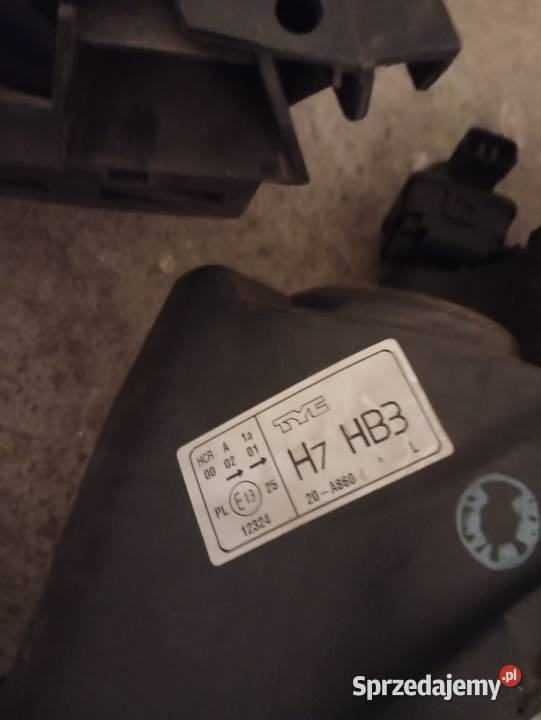 HCR A 1a
00 02 01
PL E13 25
12324
TYC
H7 HB3
20-A860 L
Sprzedajemy.pl